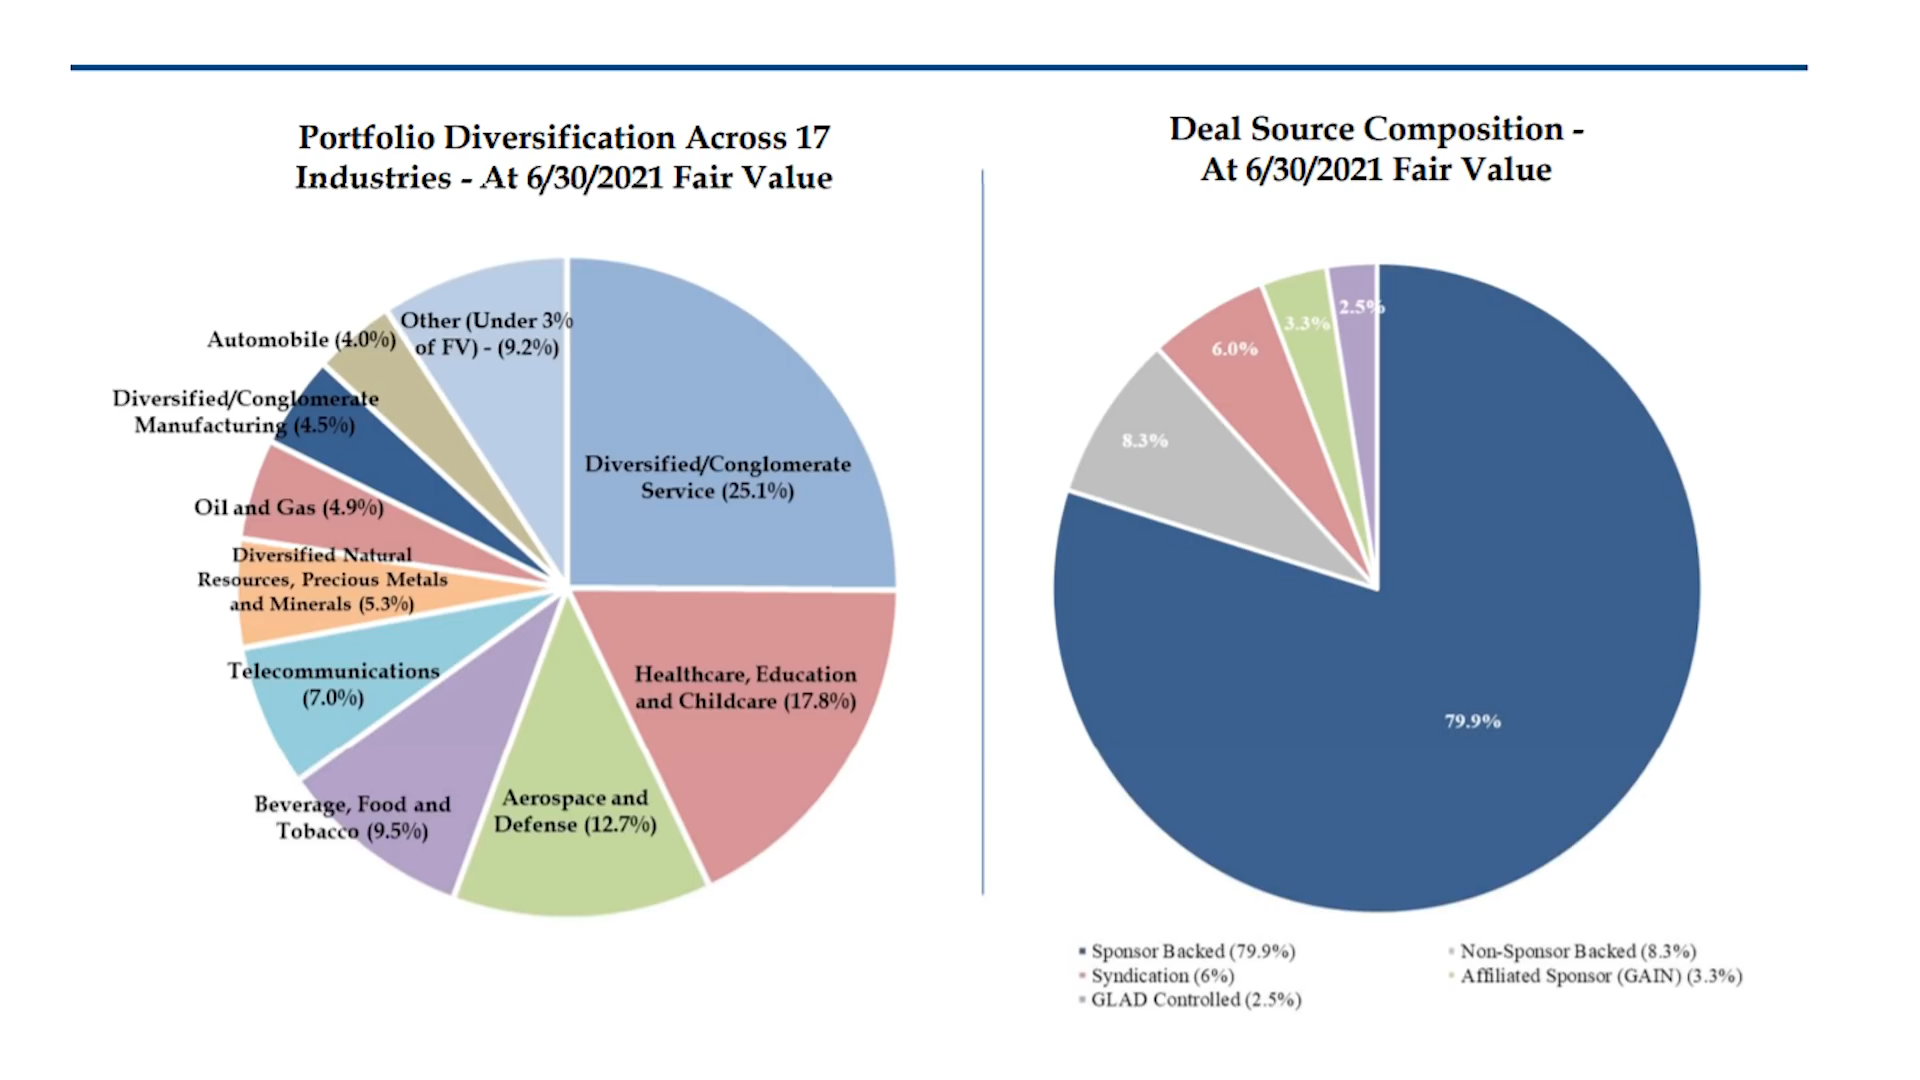 Portfolio Diversification Across 17
Industries - At 6/30/2021 Fair Value
Other (Under 3%
of FV) - (9.2%)
Automobile (4.0%)
Diversified/Conglomerate
Manufacturing (4.5%)
Diversified/Conglomerate
Service (25.1%)
Oil and Gas (4.9%)
Diversified Natural
Resources, Precious Metals
and Minerals (5.3%)
Telecommunications
(7.0%)
Healthcare, Education
and Childcare (17.8%)
Beverage, Food and
Tobacco (9.5%)
Aerospace and
Defense (12.7%)
Deal Source Composition -
At 6/30/2021 Fair Value
2.5%
3.3%
6.0%
8.3%
79.9%
Sponsor Backed (79.9%)
Non-Sponsor Backed (8.3%)
Syndication (6%)
Affiliated Sponsor (GAIN) (3.3%)
GLAD Controlled (2.5%)